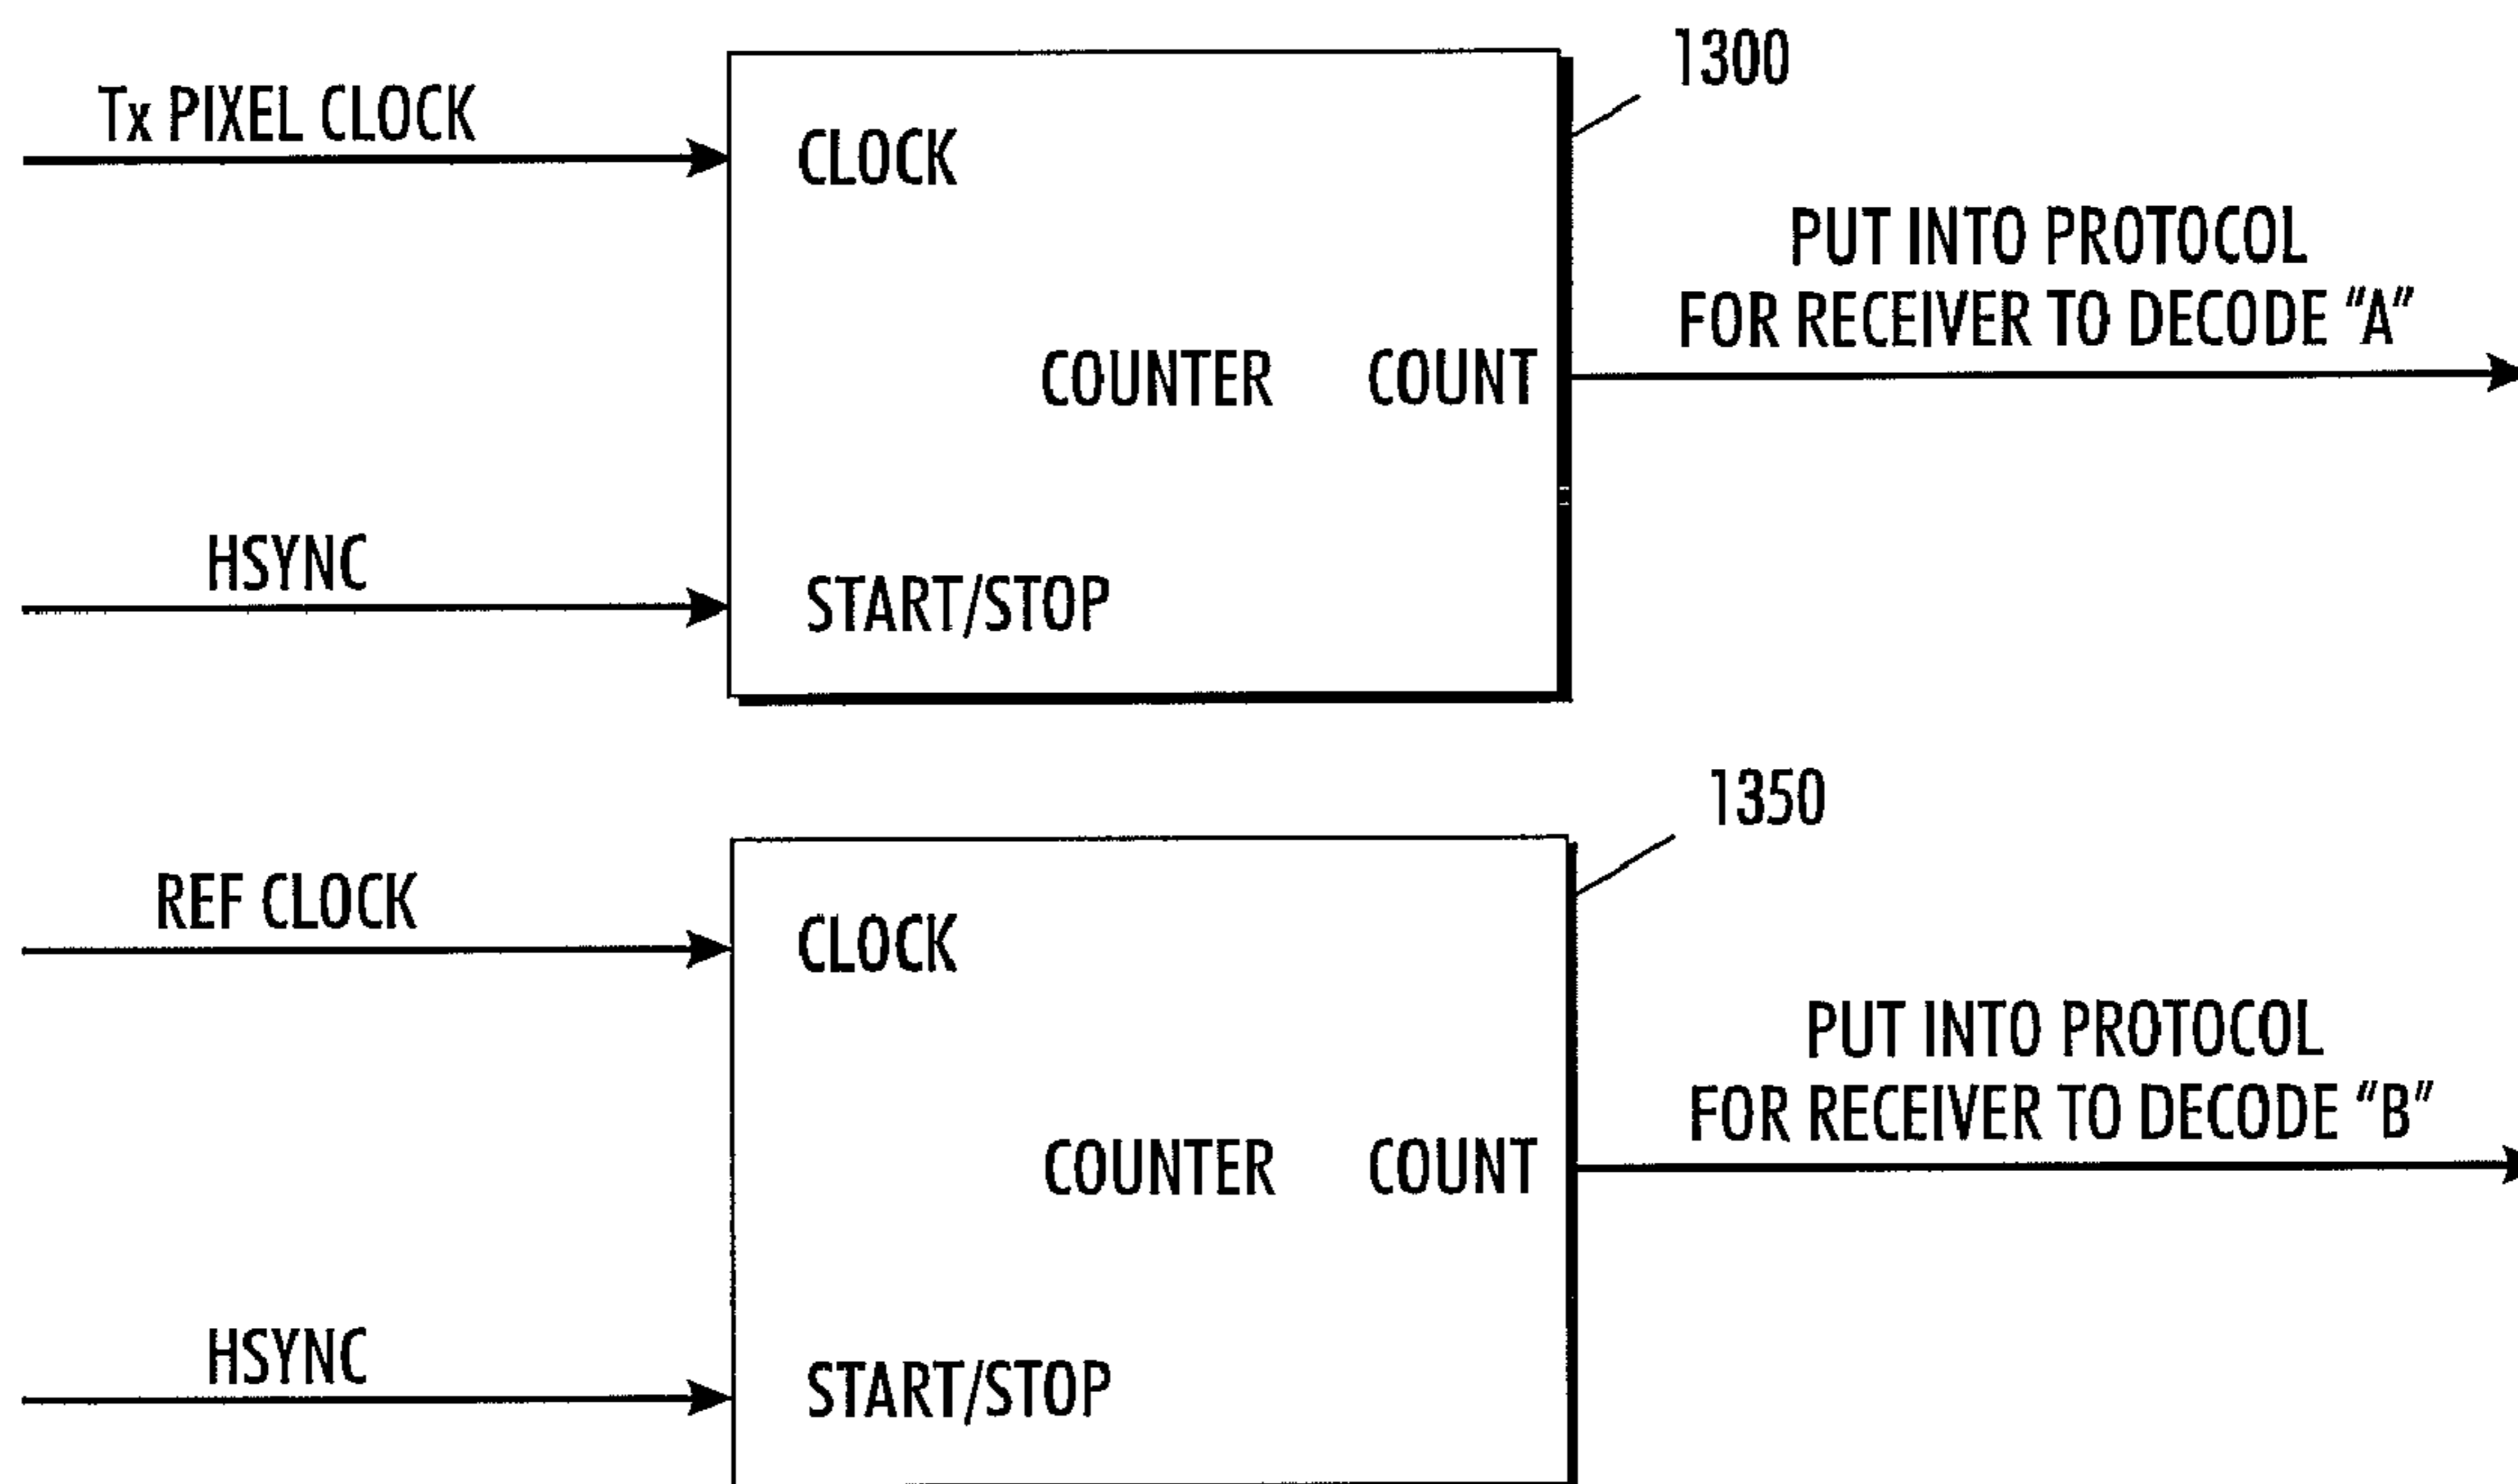 1300
Tx PIXEL CLOCK
CLOCK
PUT INTO PROTOCOL
FOR RECEIVER TO DECODE "A"
COUNTER COUNT
HSYNC
START/STOP
1350
REF CLOCK
CLOCK
PUT INTO PROTOCOL
FOR RECEIVER TO DECODE "B"
COUNTER COUNT
HSYNC
START/STOP